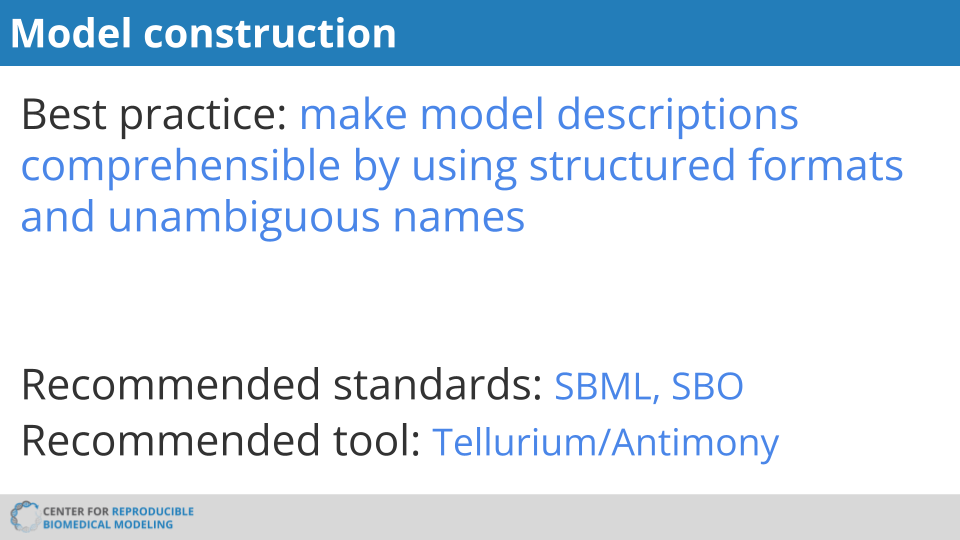 Model construction
Best practice: make model descriptions
comprehensible by using structured formats
and unambiguous names
Recommended standards: SBML, SBO
Recommended tool: Tellurium/Antimony
CENTER FOR REPRODUCIBLE
BIOMEDICAL MODELING